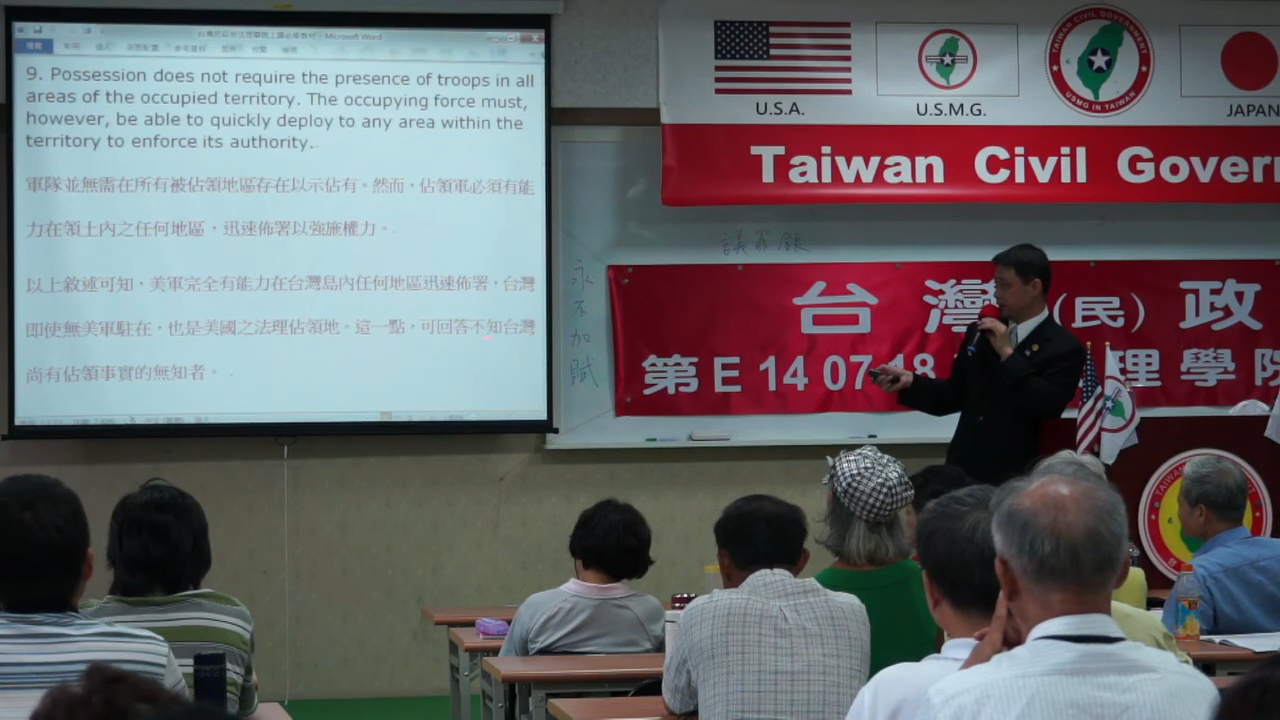 Microsoft Word
9. Possession does not require the presence of troops in all
areas of the occupied territory. The occupying force must,
however, be able to quickly deploy to any area within the
territory to enforce its authority.
軍隊並無需在所有被佔領地區存在以示佔有。然而，佔領軍必須有能
力在領土內之任何地區，迅速佈署以強施權力。
以上敘述可知，美軍完全有能力在台灣島內任何地區迅速佈署，台灣
即使無美軍駐在，也是美國之法理佔領地。這一點，可回答不知台灣
尚有佔領事實的無知者。
U.S.A.
U.S.M.G.
TAIWAN CIVIL GOVERNMENT
USMG IN TAIWAN
JAPAN
Taiwan Civil Govern
永不加賦
台灣 (民) 政
第 E 14 07 18 理學院